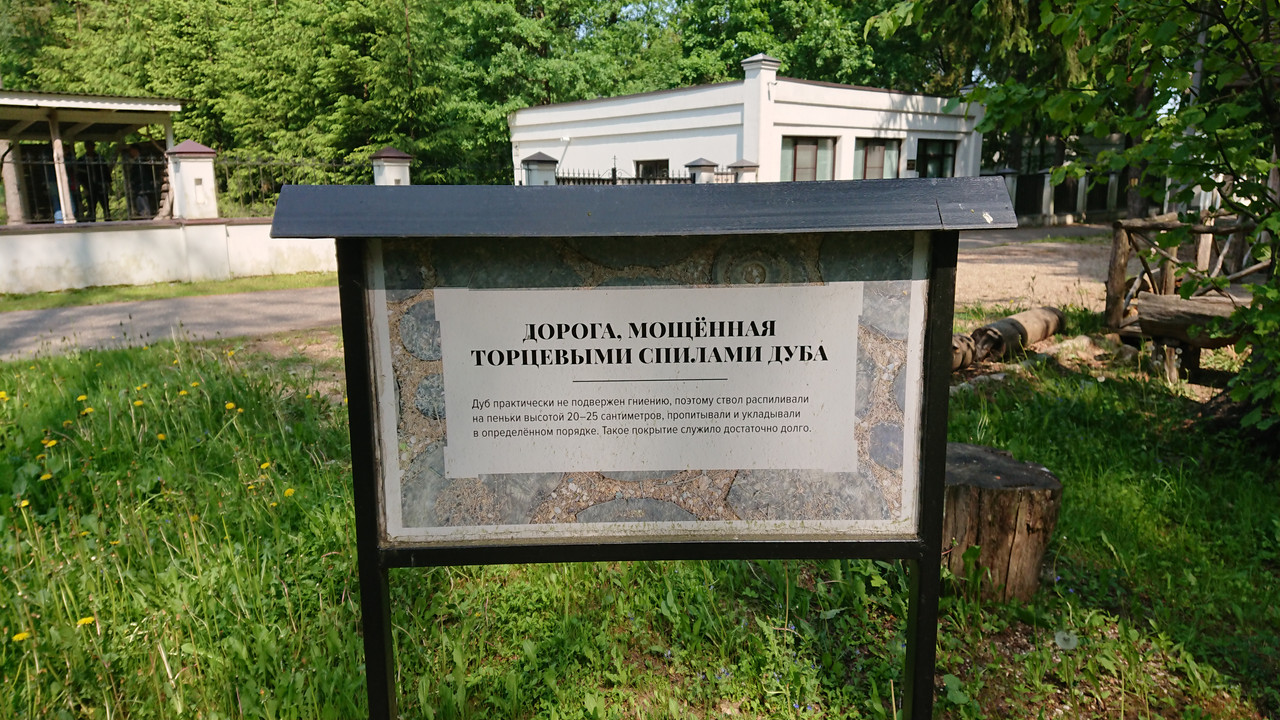 ДОРОГА, МОЩЁННАЯ
ТОРЦЕВЫМИ СПИЛАМИ ДУБА
Дуб практически не подвержен гниению, поэтому ствол распиливали
на пеньки высотой 20–25 сантиметров, пропитывали и укладывали
в определённом порядке. Такое покрытие служило достаточно долго.